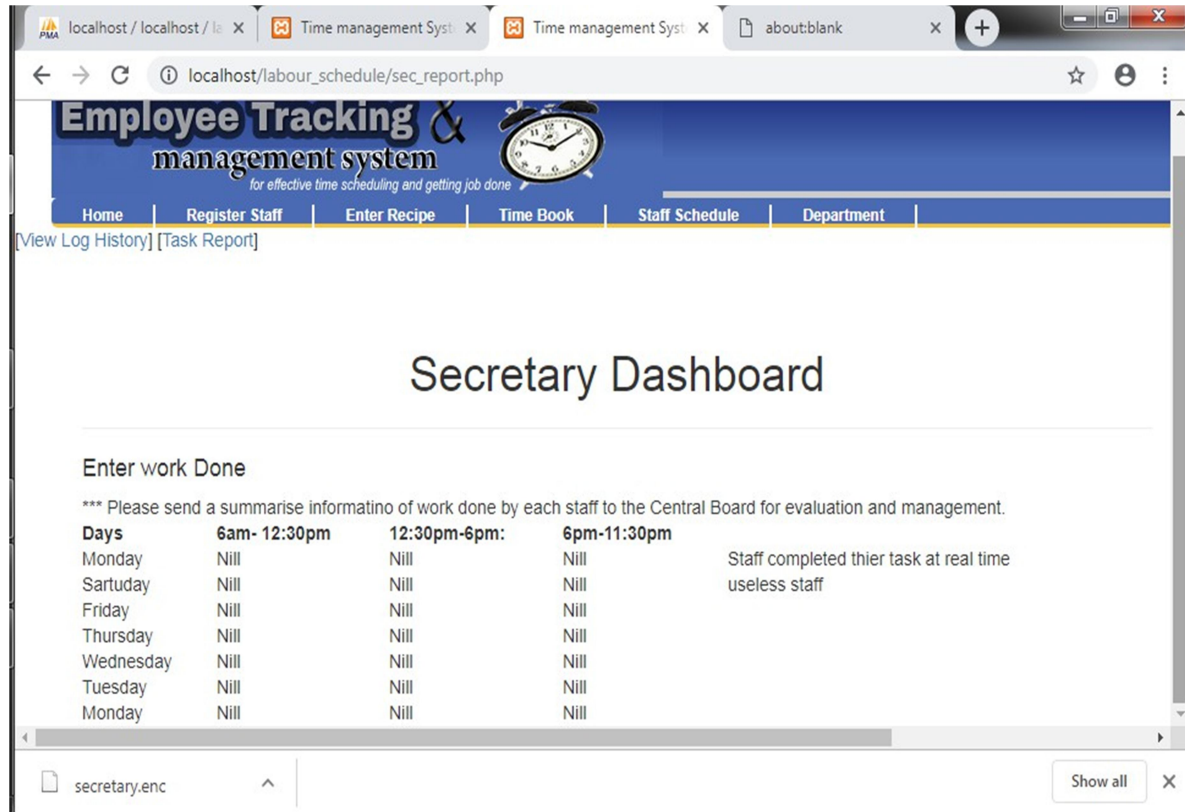 localhost / localhost / la
Time management Syst
Time management Syst
about:blank
localhost/labour_schedule/sec_report.php
Employee Tracking &
management system
for effective time scheduling and getting job done
Home Register Staff Enter Recipe Time Book Staff Schedule Department
[View Log History] [Task Report]
Secretary Dashboard
Enter work Done
*** Please send a summarise informatino of work done by each staff to the Central Board for evaluation and management.
Days 6am- 12:30pm 12:30pm-6pm: 6pm-11:30pm
Monday Nill Nill Nill Staff completed thier task at real time
Sartuday Nill Nill Nill useless staff
Friday Nill Nill Nill
Thursday Nill Nill Nill
Wednesday Nill Nill Nill
Tuesday Nill Nill Nill
Monday Nill Nill Nill
secretary.enc
Show all